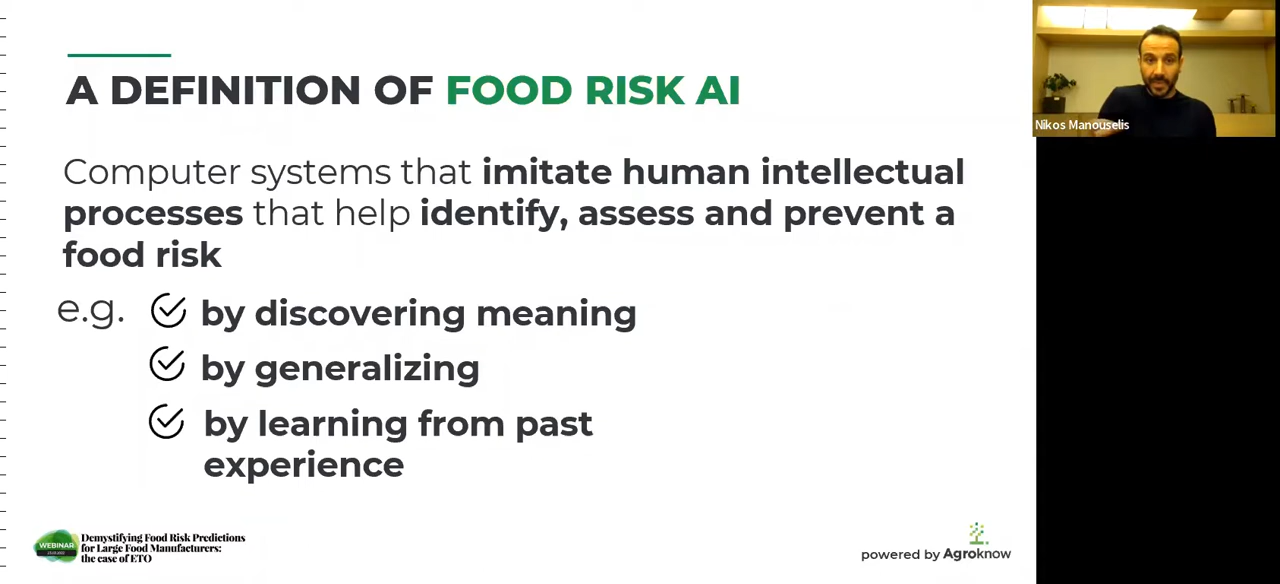 A DEFINITION OF FOOD RISK AI
Computer systems that imitate human intellectual
processes that help identify, assess and prevent a
food risk
e.g.
by discovering meaning
by generalizing
by learning from past
experience
WEBINAR
Demystifying Food Risk Predictions
for Large Food Manufacturers:
the case of ETO
powered by Agroknow
Nikos Manouselis